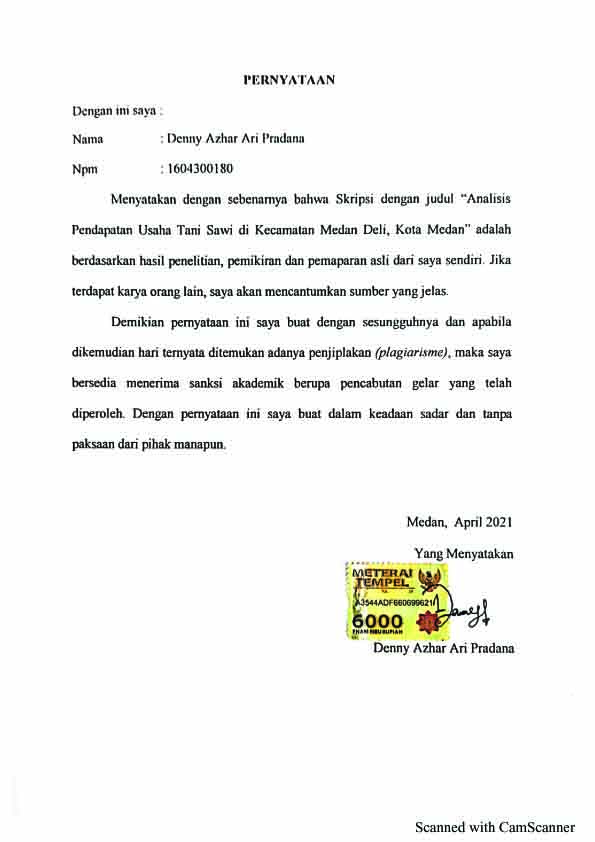 PERNYATAAN
Dengan ini saya :
Nama : Denny Azhar Ari Pradana
Npm : 1604300180
Menyatakan dengan sebenarnya bahwa Skripsi dengan judul “Analisis
Pendapatan Usaha Tani Sawi di Kecamatan Medan Deli, Kota Medan” adalah
berdasarkan hasil penelitian, pemikiran dan pemaparan asli dari saya sendiri. Jika
terdapat karya orang lain, saya akan mencantumkan sumber yang jelas.
Demikian pernyataan ini saya buat dengan sesungguhnya dan apabila
dikemudian hari ternyata ditemukan adanya penjiplakan (plagiarisme), maka saya
bersedia menerima sanksi akademik berupa pencabutan gelar yang telah
diperoleh. Dengan pernyataan ini saya buat dalam keadaan sadar dan tanpa
paksaan dari pihak manapun.
Medan, April 2021
Yang Menyatakan
METERAI
TEMPEL
A3544ADF660699621
6000
ENAM RIBU RUPIAH
Denny Azhar Ari Pradana
Scanned with CamScanner